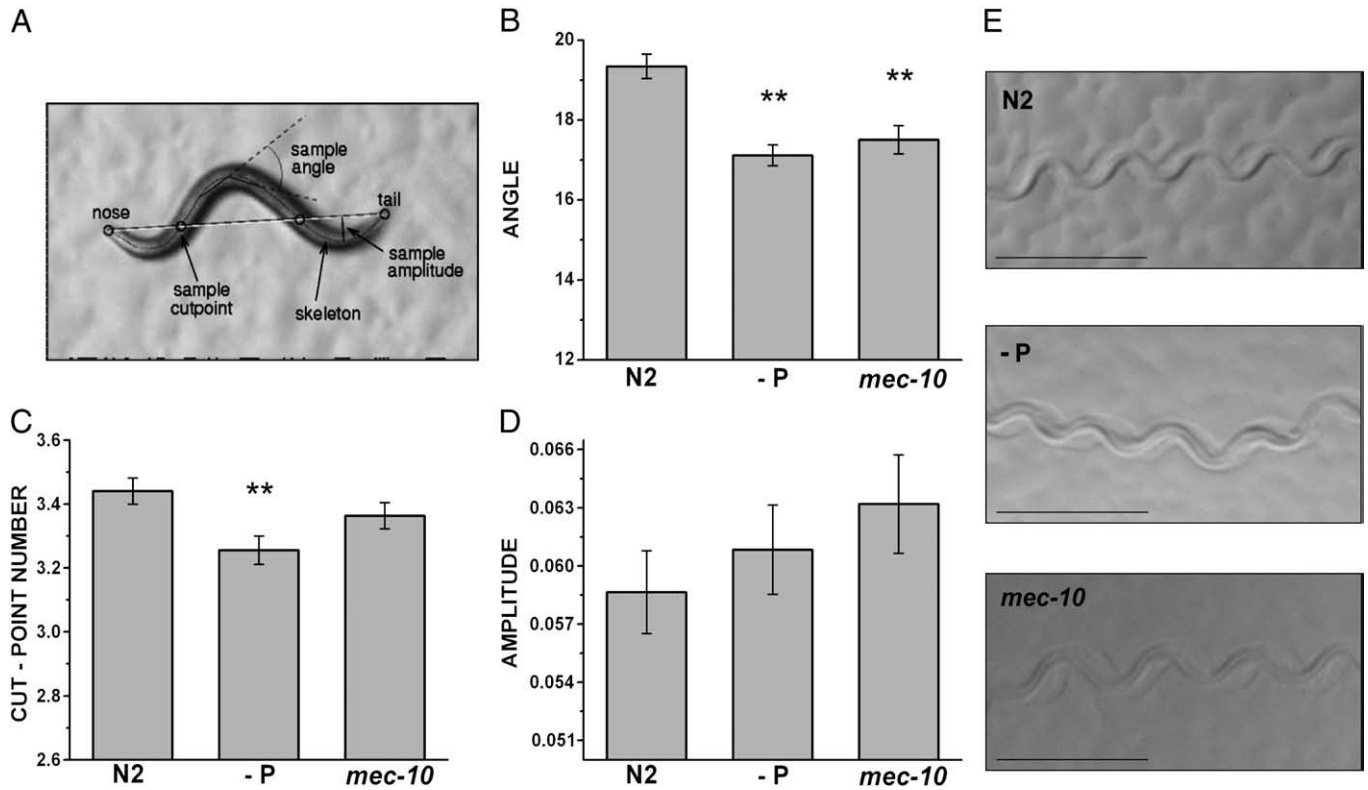 A
nose
sample
angle
tail
sample
amplitude
sample
cutpoint
skeleton
B
ANGLE
20
18
16
14
12
**
**
N2
- P
mec-10
C
CUT - POINT NUMBER
3.6
3.4
3.2
3.0
2.8
2.6
**
N2
- P
mec-10
D
AMPLITUDE
0.066
0.063
0.060
0.057
0.054
0.051
N2
- P
mec-10
E
N2
- P
mec-10